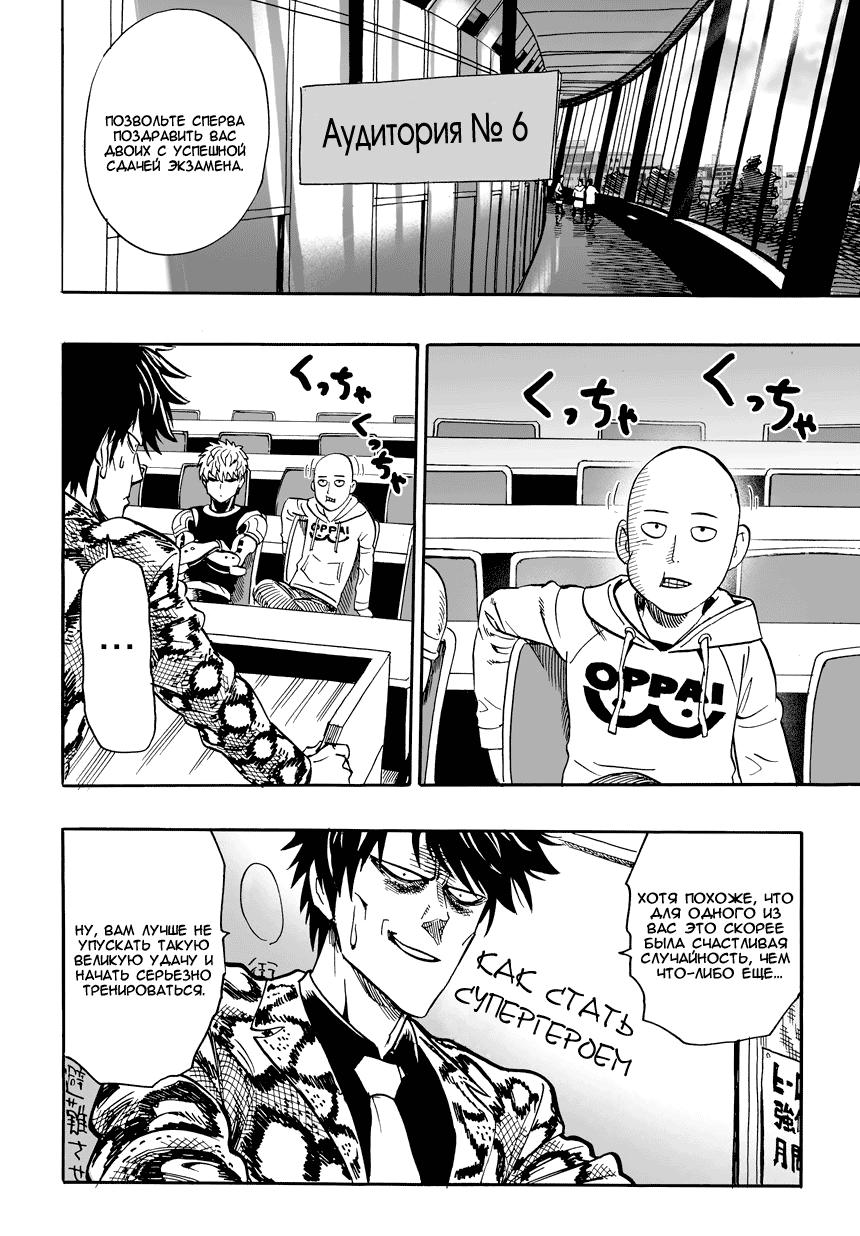 ПОЗВОЛЬТЕ СПЕРВА
ПОЗДРАВИТЬ ВАС
ДВОИХ С УСПЕШНОЙ
СДАЧЕЙ ЭКЗАМЕНА.
Аудитория № 6
くっちゃ
くっちゃ
OPPAI
くっちゃ
くっちゃ
OPPAI
...
ХОТЯ ПОХОЖЕ, ЧТО
ДЛЯ ОДНОГО ИЗ
ВАС ЭТО СКОРЕЕ
БЫЛА СЧАСТЛИВАЯ
СЛУЧАЙНОСТЬ, ЧЕМ
ЧТО-ЛИБО ЕЩЕ...
КАК СТАТЬ
СУПЕРГЕРОЕМ
НУ, ВАМ ЛУЧШЕ НЕ
УПУСКАТЬ ТАКУЮ
ВЕЛИКУЮ УДАЧУ И
НАЧАТЬ СЕРЬЕЗНО
ТРЕНИРОВАТЬСЯ.
強